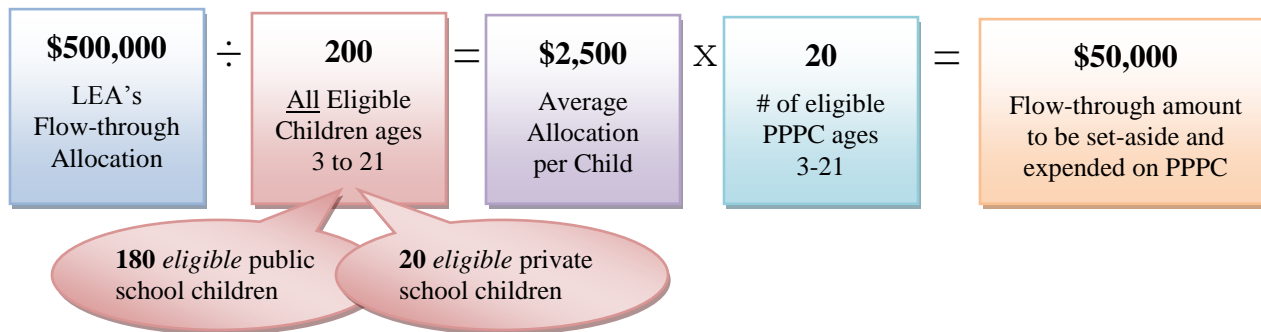 $500,000
LEA's
Flow-through
Allocation
÷
200
All Eligible
Children ages
3 to 21
=
$2,500
Average
Allocation
per Child
X
20
# of eligible
PPPC ages
3-21
=
$50,000
Flow-through amount
to be set-aside and
expended on PPPC
180 eligible public
school children
20 eligible private
school children